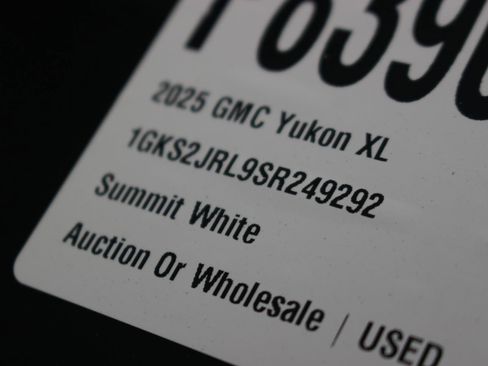 2025 GMC Yukon XL
1GKS2JRL9SR249292
Summit White
Auction Or Wholesale | USED